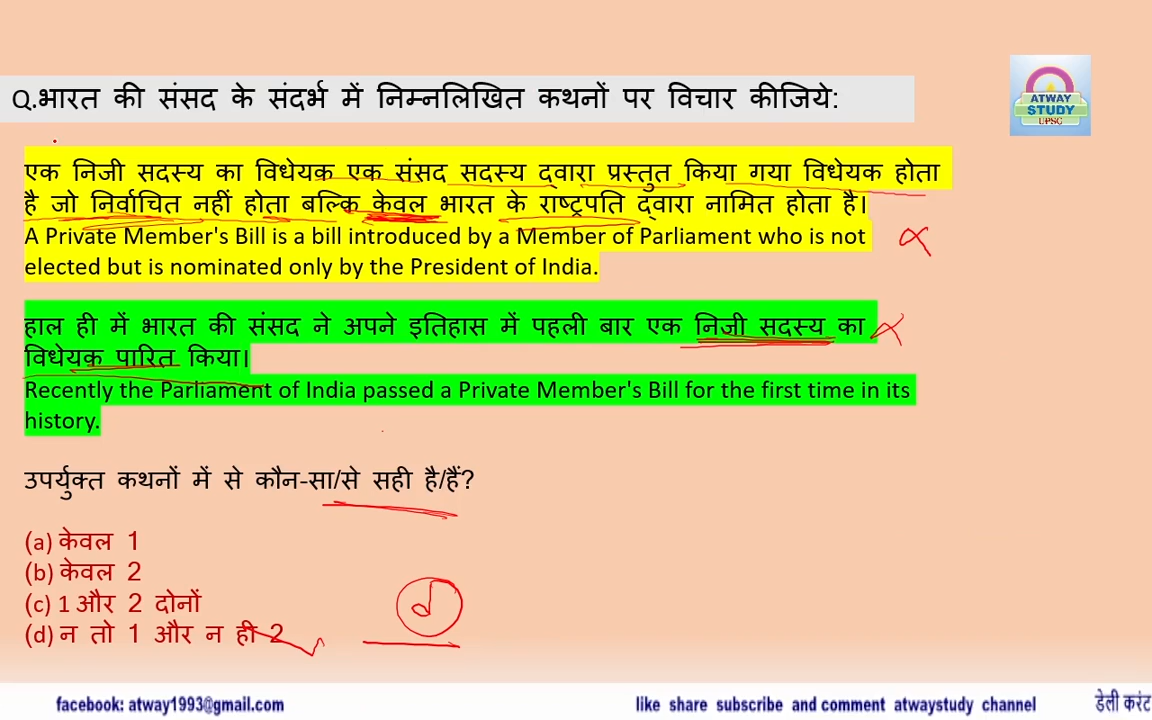 Q.भारत की संसद के संदर्भ में निम्नलिखित कथनों पर विचार कीजिये:
ATWAY
STUDY
UPSC
एक निजी सदस्य का विधेयक एक संसद सदस्य द्वारा प्रस्तुत किया गया विधेयक होता
है जो निर्वाचित नहीं होता बल्कि केवल भारत के राष्ट्रपति द्वारा नामित होता है।
A Private Member's Bill is a bill introduced by a Member of Parliament who is not
elected but is nominated only by the President of India.
हाल ही में भारत की संसद ने अपने इतिहास में पहली बार एक निजी सदस्य का
विधेयक पारित किया।
Recently the Parliament of India passed a Private Member's Bill for the first time in its
history.
उपर्युक्त कथनों में से कौन-सा/से सही है/हैं?
(a) केवल 1
(b) केवल 2
(c) 1 और 2 दोनों
(d) न तो 1 और न ही 2
d
facebook: atway1993@gmail.com
like share subscribe and comment atwaystudy channel
डेली करंट